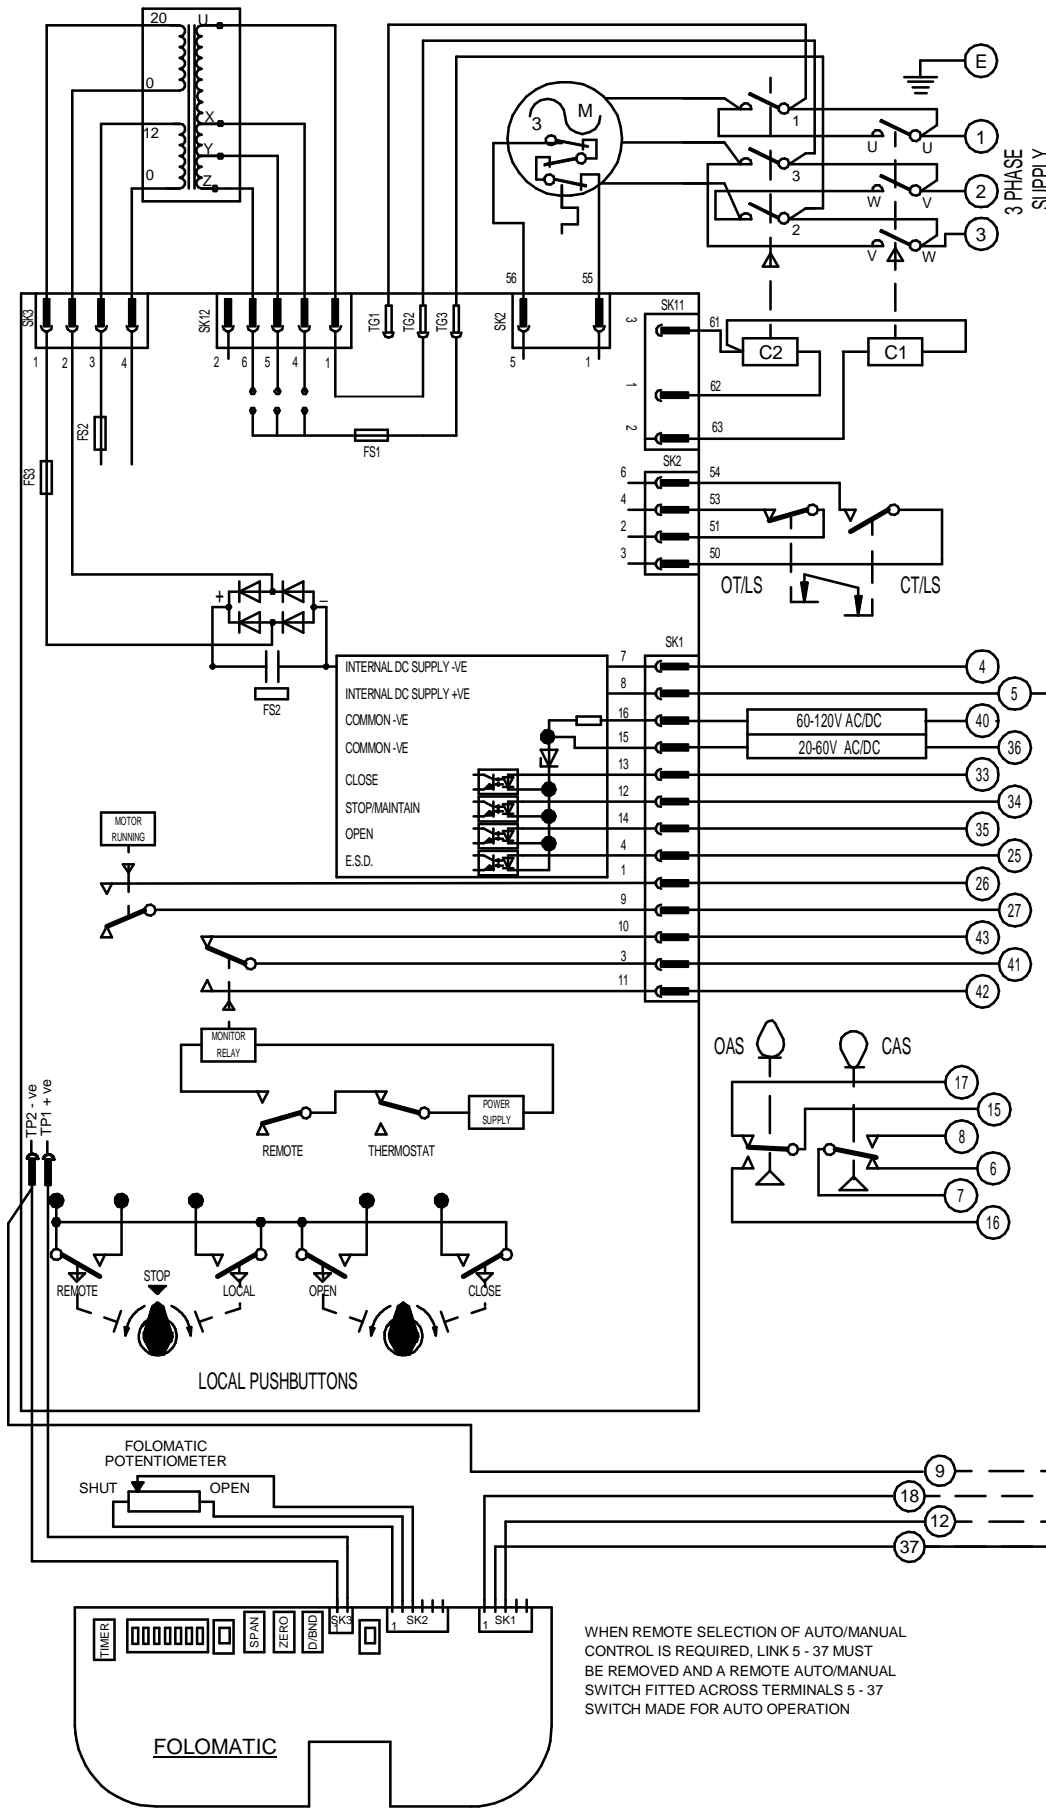 20
U
0
X
12
Y
0
Z
3
M
E
1
U
U
1
3
W
V
2
2
V
W
3
3 PHASE
SUPPLY
56
55
SK3
SK12
TG1
TG2
TG3
SK2
SK11
1
2
3
4
2
6
5
4
1
5
1
3
61
C2
C1
1
62
2
63
FS2
FS1
FS3
SK2
6
54
4
53
2
51
3
50
OT/LS
CT/LS
+
–
FS2
SK1
INTERNAL DC SUPPLY -VE
7
4
INTERNAL DC SUPPLY +VE
8
5
COMMON -VE
16
60-120V AC/DC
40
COMMON -VE
15
20-60V AC/DC
36
CLOSE
13
33
STOP/MAINTAIN
12
34
OPEN
14
35
E.S.D.
4
25
1
26
9
27
10
43
3
41
11
42
MOTOR
RUNNING
MONITOR
RELAY
POWER
SUPPLY
REMOTE
THERMOSTAT
OAS
CAS
17
15
8
6
7
16
TP2 - ve
TP1 + ve
REMOTE
STOP
LOCAL
OPEN
CLOSE
LOCAL PUSHBUTTONS
FOLOMATIC
POTENTIOMETER
SHUT
OPEN
9
18
12
37
TIMER
SPAN
ZERO
D/BND
SK3
1
SK2
1
SK1
1
FOLOMATIC
WHEN REMOTE SELECTION OF AUTO/MANUAL
CONTROL IS REQUIRED, LINK 5 - 37 MUST
BE REMOVED AND A REMOTE AUTO/MANUAL
SWITCH FITTED ACROSS TERMINALS 5 - 37
SWITCH MADE FOR AUTO OPERATION